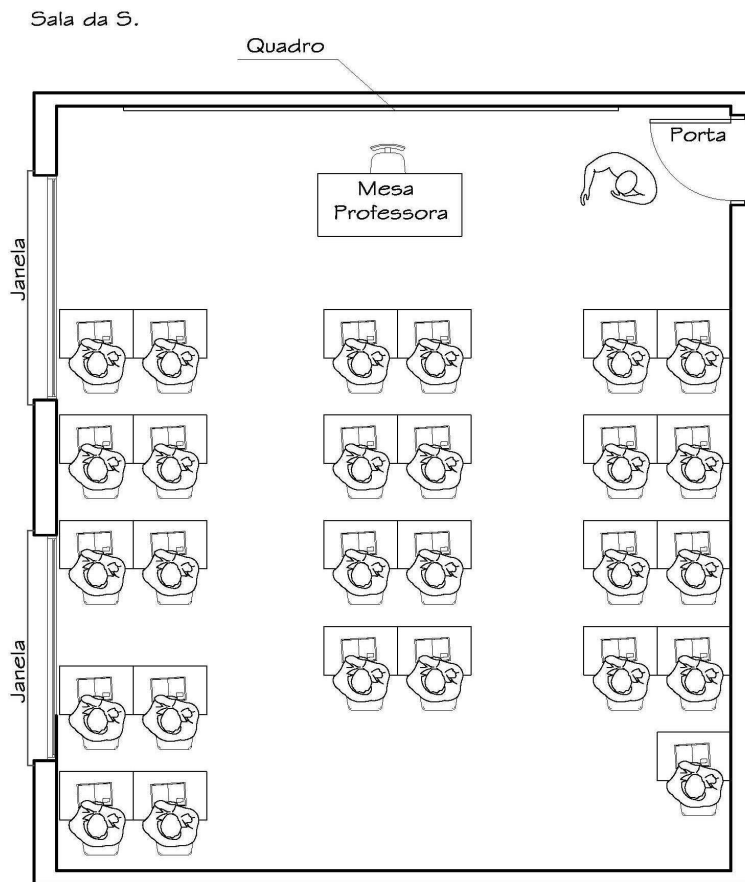 Sala da S.
Quadro
Porta
Mesa
Professora
Janela
Janela